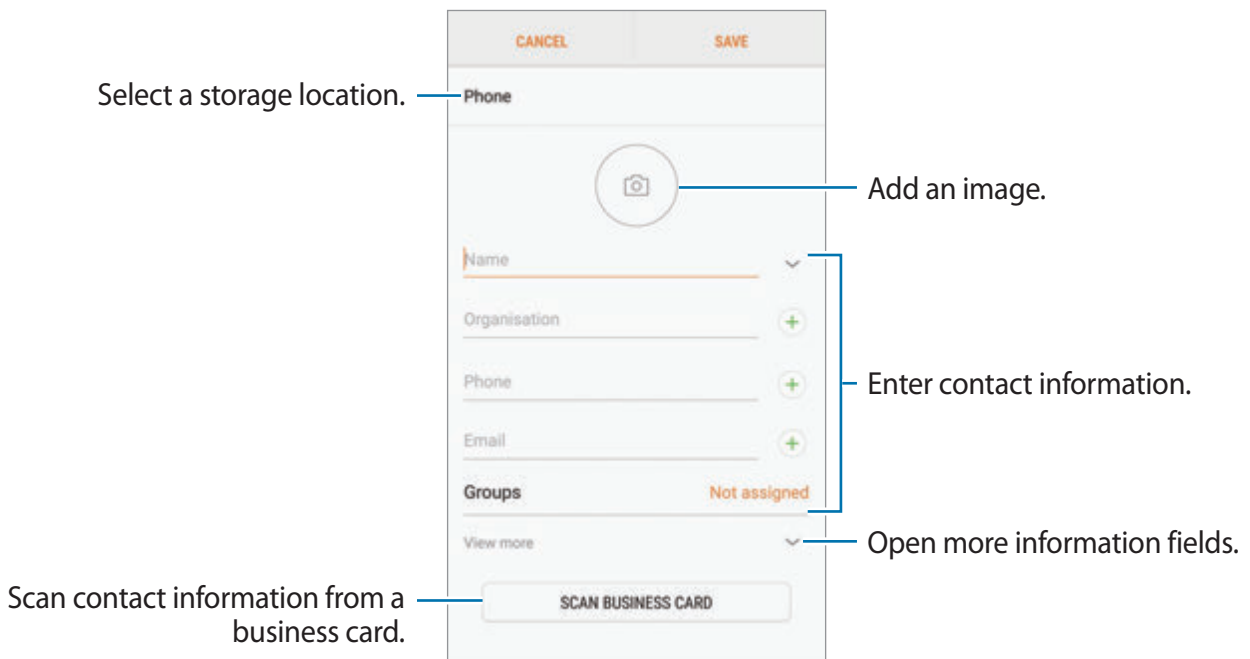 CANCEL SAVE
Select a storage location.
Phone
Add an image.
Name
Organisation
Phone
Enter contact information.
Email
Groups Not assigned
View more
Open more information fields.
Scan contact information from a
business card.
SCAN BUSINESS CARD